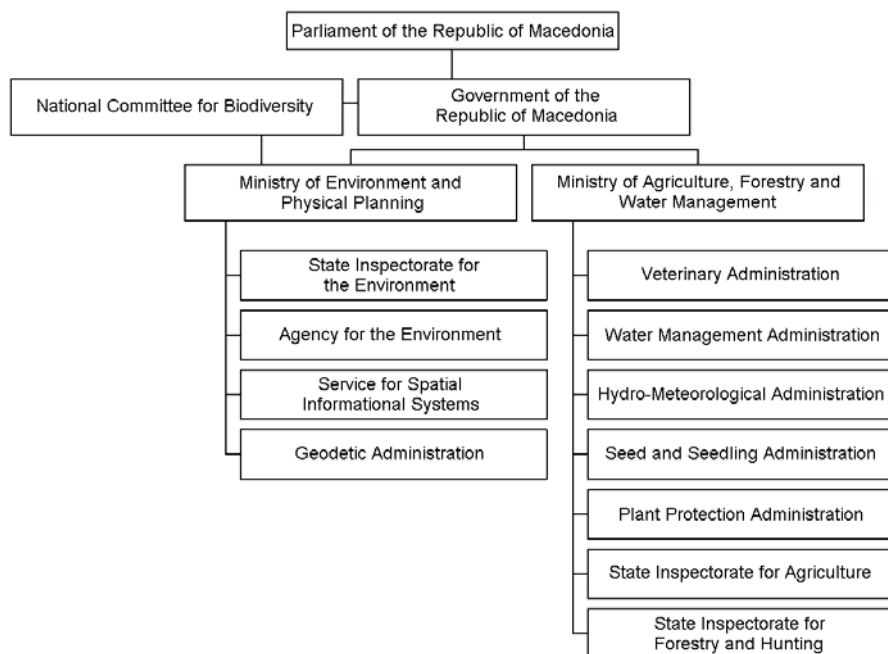 Parliament of the Republic of Macedonia
National Committee for Biodiversity
Government of the
Republic of Macedonia
Ministry of Environment and
Physical Planning
Ministry of Agriculture, Forestry and
Water Management
State Inspectorate for
the Environment
Agency for the Environment
Service for Spatial
Informational Systems
Geodetic Administration
Veterinary Administration
Water Management Administration
Hydro-Meteorological Administration
Seed and Seedling Administration
Plant Protection Administration
State Inspectorate for Agriculture
State Inspectorate for
Forestry and Hunting